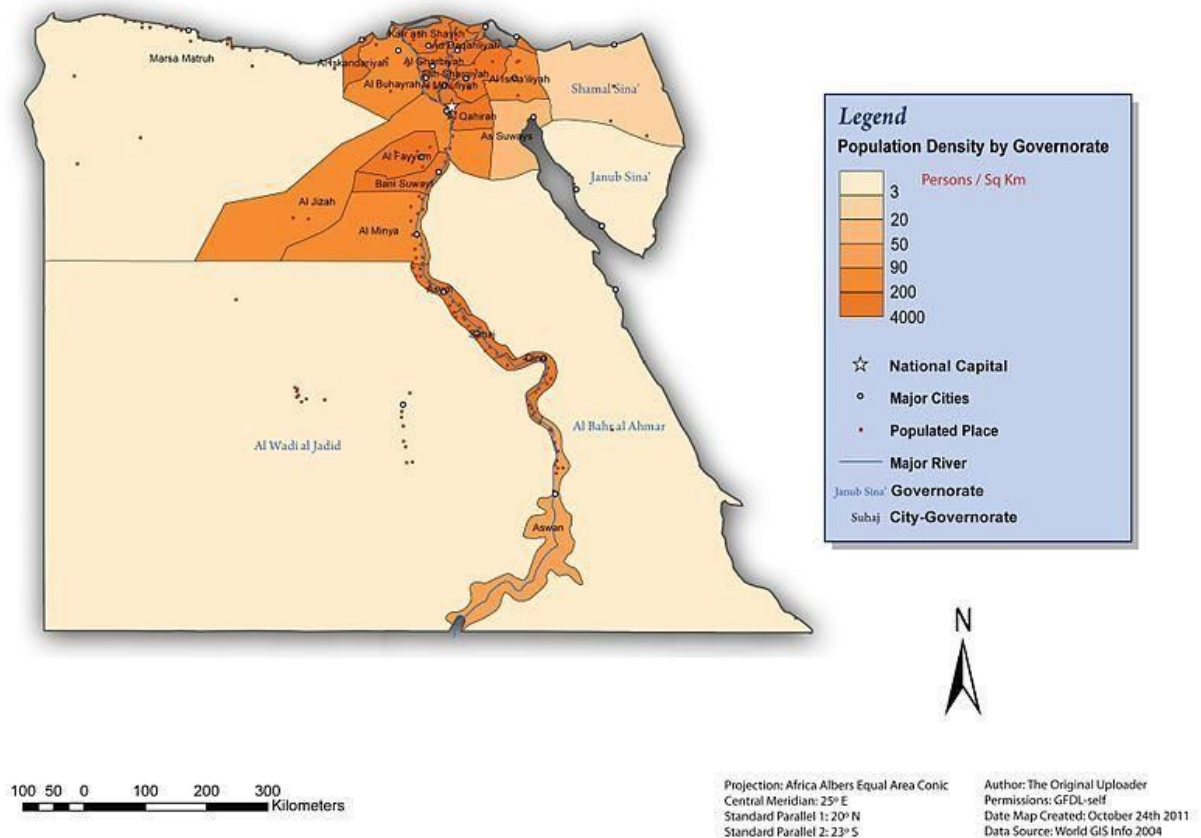 Kafr ash Shaykh
Marsa Matruh
Al Iskandariyah
Ad Daqahliyah
Al Gharbiyah
Ash Sharqiyah
Al Buhayrah
Al Minufiyah
Al Isma'iliyah
Shamal Sina'
Al Qahirah
As Suways
Al Fayyum
Bani Suwayf
Janub Sina'
Al Jizah
Al Minya
Asyut
Suhaj
Qina
Al Wadi al Jadid
Al Bahr al Ahmar
Aswan
Legend
Population Density by Governorate
Persons / Sq Km
3
20
50
90
200
4000
National Capital
Major Cities
Populated Place
Major River
Janub Sina' Governorate
Suhaj City-Governorate
N
100 50 0 100 200 300
Kilometers
Projection: Africa Albers Equal Area Conic
Central Meridian: 25º E
Standard Parallel 1: 20º N
Standard Parallel 2: 23º S
Author: The Original Uploader
Permissions: GFDL-self
Date Map Created: October 24th 2011
Data Source: World GIS Info 2004